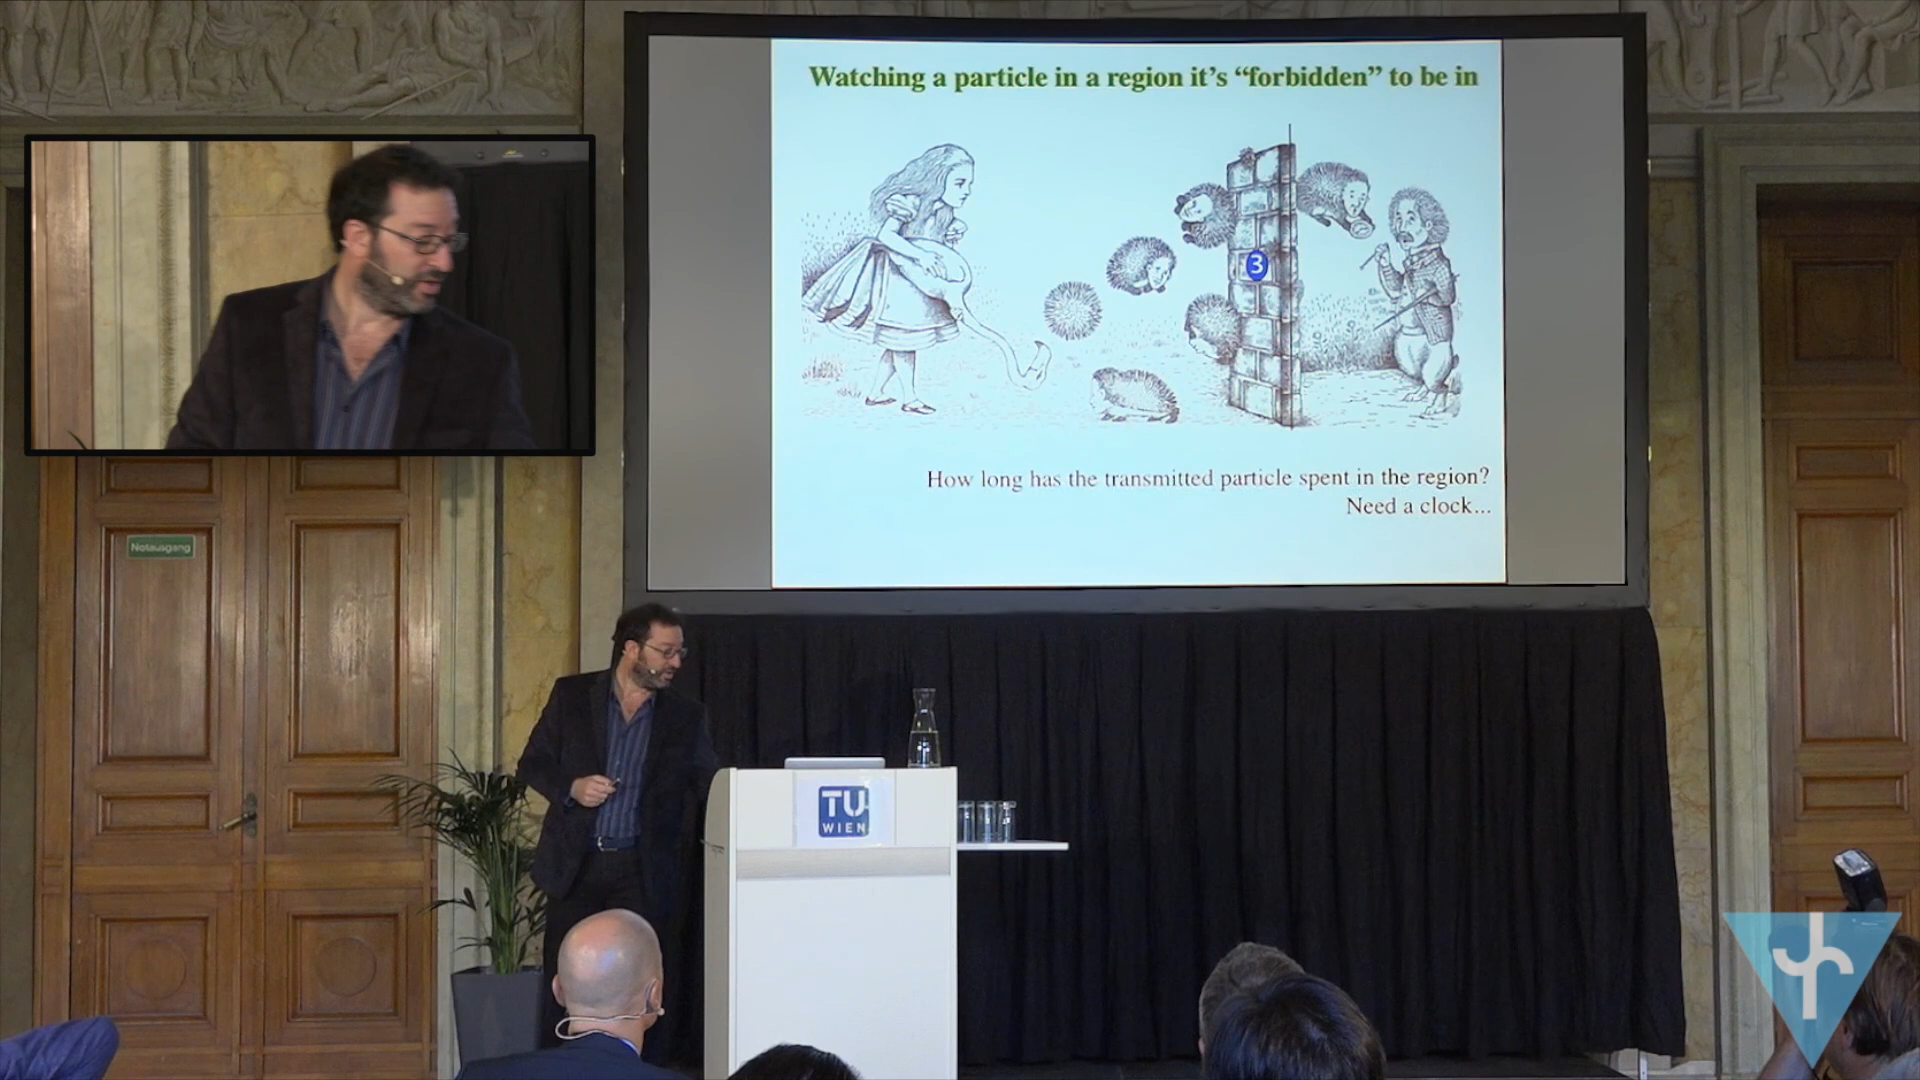 Watching a particle in a region it's “forbidden” to be in
3
How long has the transmitted particle spent in the region?
Need a clock...
Notausgang
TU
WIEN